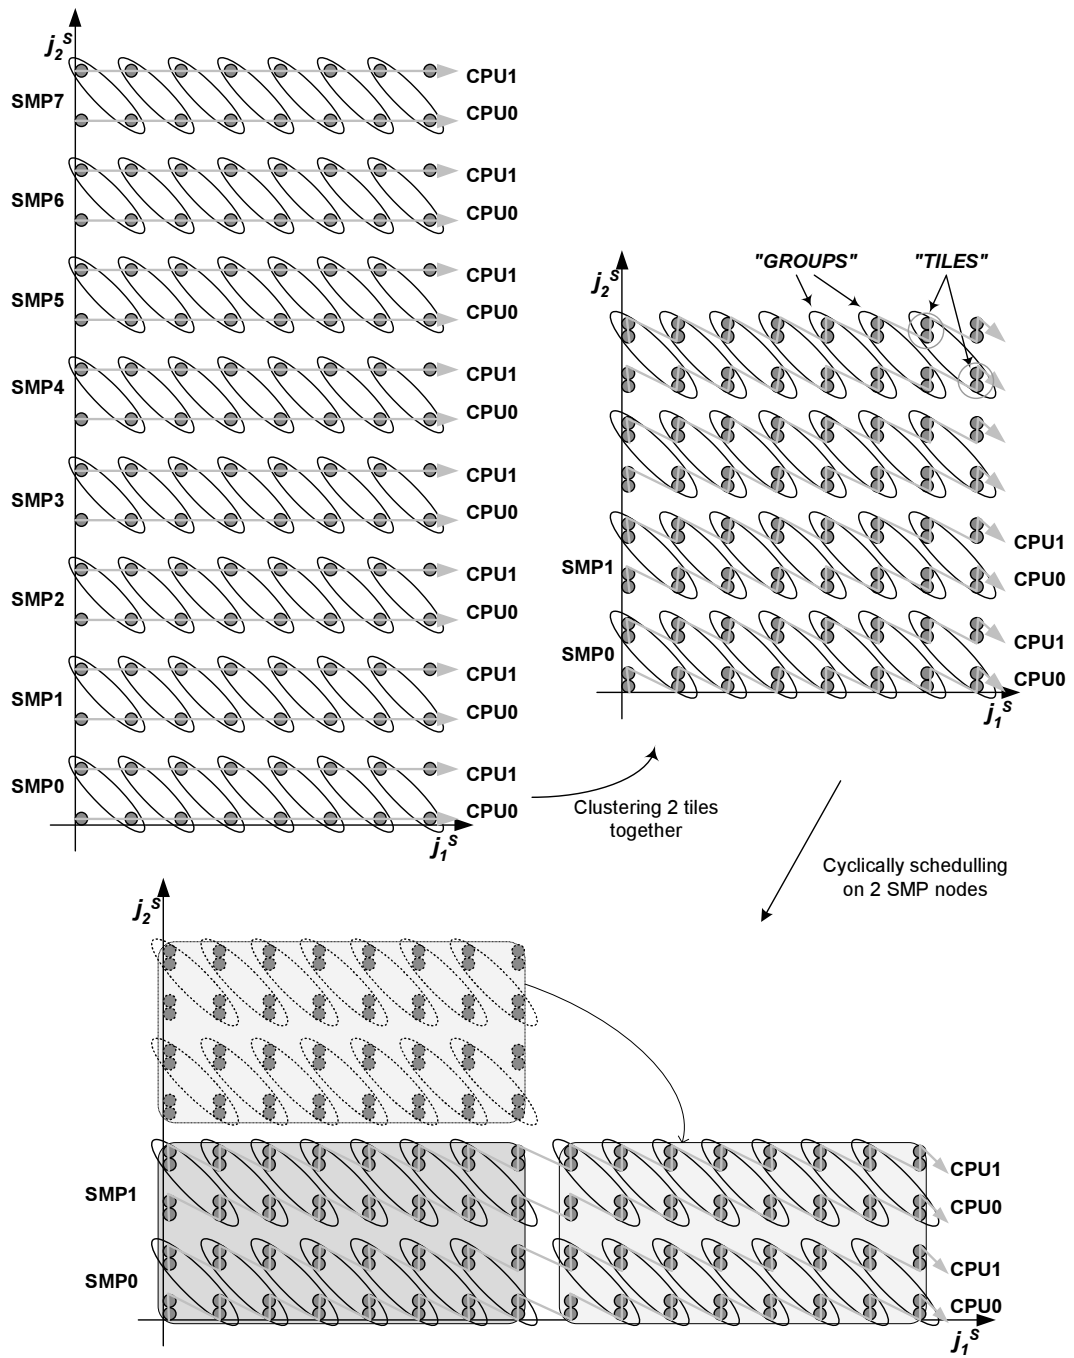 j2S
SMP7
CPU1
CPU0
SMP6
CPU1
CPU0
SMP5
CPU1
CPU0
SMP4
CPU1
CPU0
SMP3
CPU1
CPU0
SMP2
CPU1
CPU0
SMP1
CPU1
CPU0
SMP0
CPU1
CPU0
j1S
j2S
"GROUPS" "TILES"
SMP1
CPU1
CPU0
SMP0
CPU1
CPU0
j1S
Clustering 2 tiles
together
Cyclically schedulling
on 2 SMP nodes
j2S
SMP1
CPU1
CPU0
SMP0
CPU1
CPU0
j1S